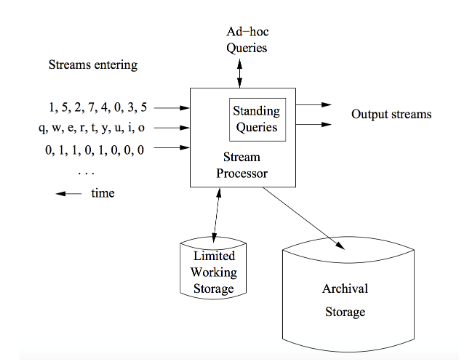 Ad-hoc
Queries
Streams entering
1, 5, 2, 7, 4, 0, 3, 5
q, w, e, r, t, y, u, i, o
0, 1, 1, 0, 1, 0, 0, 0
. . .
time
Standing
Queries
Stream
Processor
Output streams
Limited
Working
Storage
Archival
Storage